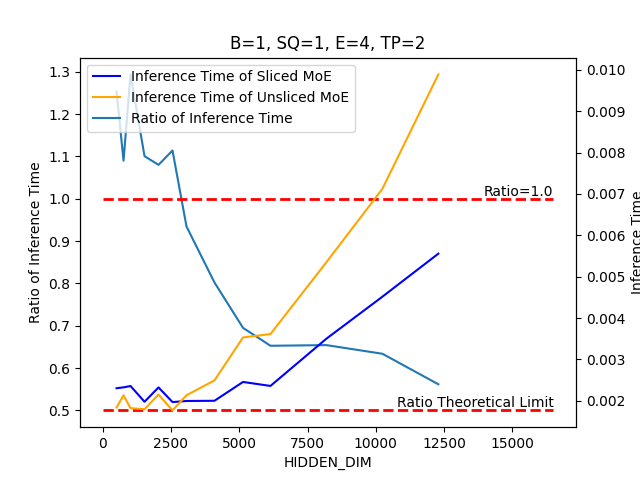 B=1, SQ=1, E=4, TP=2
Inference Time of Sliced MoE
Inference Time of Unsliced MoE
Ratio of Inference Time
Ratio=1.0
Ratio Theoretical Limit
Ratio of Inference Time
1.3
1.2
1.1
1.0
0.9
0.8
0.7
0.6
0.5
0.010
0.009
0.008
0.007
0.006
0.005
0.004
0.003
0.002
Inference Time
0
2500
5000
7500
10000
12500
15000
HIDDEN_DIM